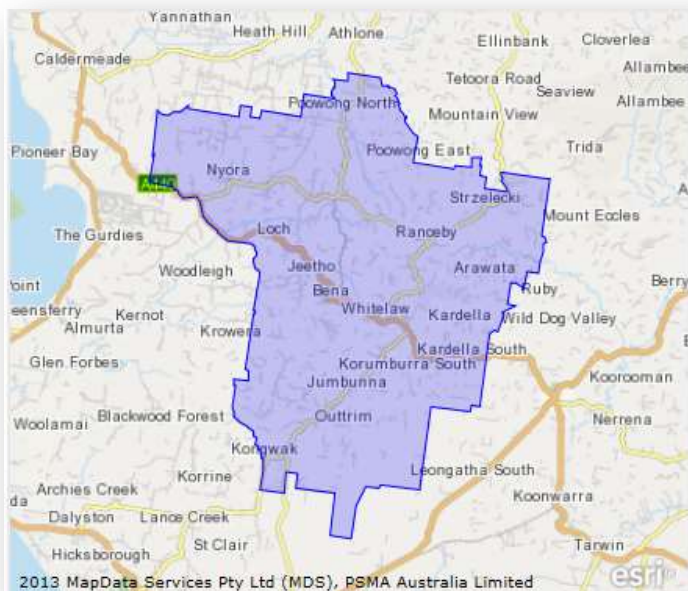 Yannathan
Heath Hill
Athlone
Ellinbank
Cloverlea
Caldermeade
Allambee
Tetoora Road
Seaview
Poowong North
Mountain View
Allambee
Pioneer Bay
Poowong East
Trida
Nyora
Strzelecki
Mount Eccles
The Gurdies
Loch
Ranceby
Woodleigh
Jeetho
Arawata
Point
Bena
Ruby
Berry
eensferry
Kernot
Whitelaw
Kardella
Wild Dog Valley
Almurta
Krowera
Kardella South
Glen Forbes
Korumburra South
Koorooman
Jumbunna
Woolamai
Blackwood Forest
Outtrim
Nerrena
Kongwak
Korrine
Leongatha South
da
Archies Creek
Koonwarra
Dalyston
Lance Creek
St Clair
Tarwin
Hicksborough
2013 MapData Services Pty Ltd (MDS), PSMA Australia Limited
esri